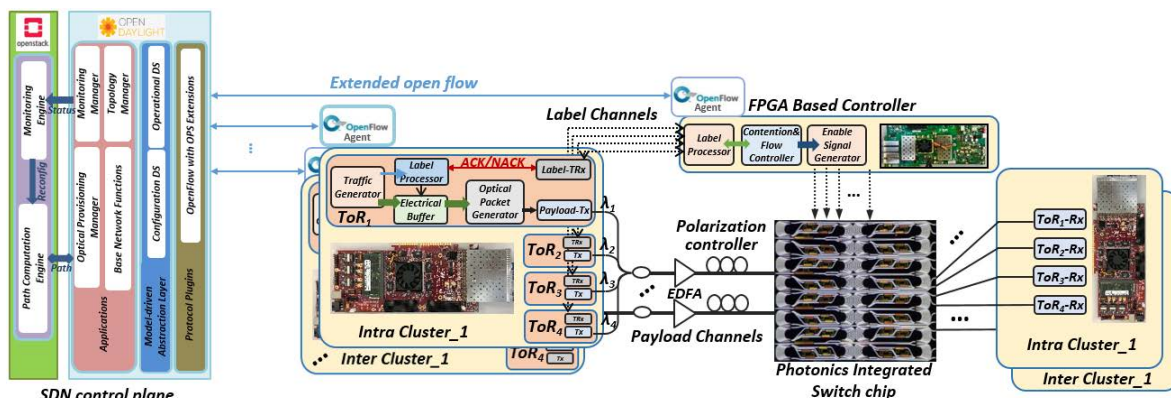 openstack
Monitoring
Engine
Status
Reconfig
Path Computation
Engine
Path
OPEN
DAYLIGHT
Monitoring
Manager
Topology
Manager
Optical Provisioning
Manager
Base Network Functions
Applications
Operational DS
Configuration DS
Model-driven
Abstraction Layer
OpenFlow with OPS Extensions
Protocol Plugins
SDN control plane
Extended open flow
OpenFlow
Agent
OpenFlow
Agent
Label Channels
FPGA Based Controller
Label
Processor
Contention&
Flow
Controller
Enable
Signal
Generator
Traffic
Generator
Label
Processor
ACK/NACK
Label-TRx
Electrical
Buffer
Optical
Packet
Generator
Payload-Tx
ToR1
λ1
TRx
Tx
ToR2
λ2
TRx
Tx
ToR3
λ3
TRx
Tx
ToR4
λ4
Intra Cluster_1
Inter Cluster_1
ToR4
Polarization
controller
EDFA
Payload Channels
Photonics Integrated
Switch chip
ToR1-Rx
ToR2-Rx
ToR3-Rx
ToR4-Rx
Intra Cluster_1
Inter Cluster_1